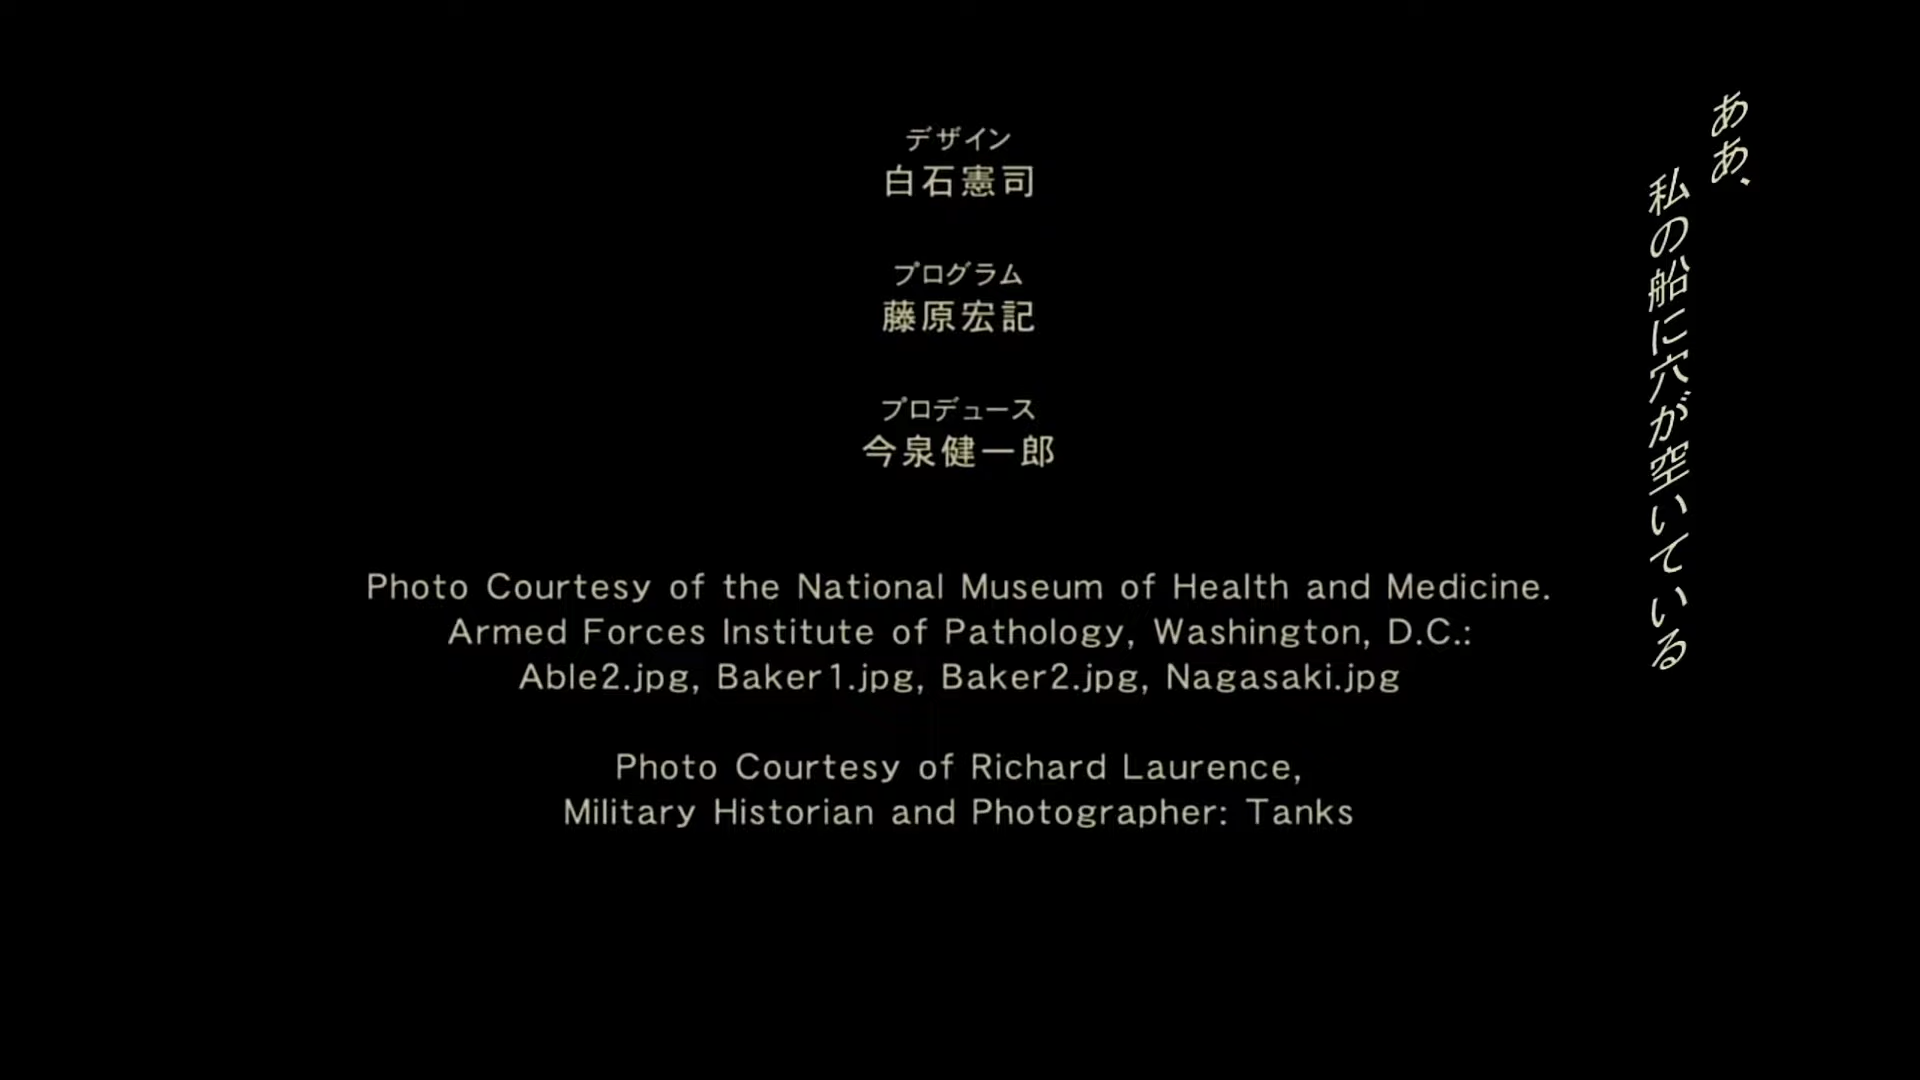 デザイン
白石憲司
プログラム
藤原宏記
プロデュース
今泉健一郎
Photo Courtesy of the National Museum of Health and Medicine.
Armed Forces Institute of Pathology, Washington, D.C.:
Able2.jpg, Baker1.jpg, Baker2.jpg, Nagasaki.jpg
Photo Courtesy of Richard Laurence,
Military Historian and Photographer: Tanks
ああ、
私の船に穴が空いている